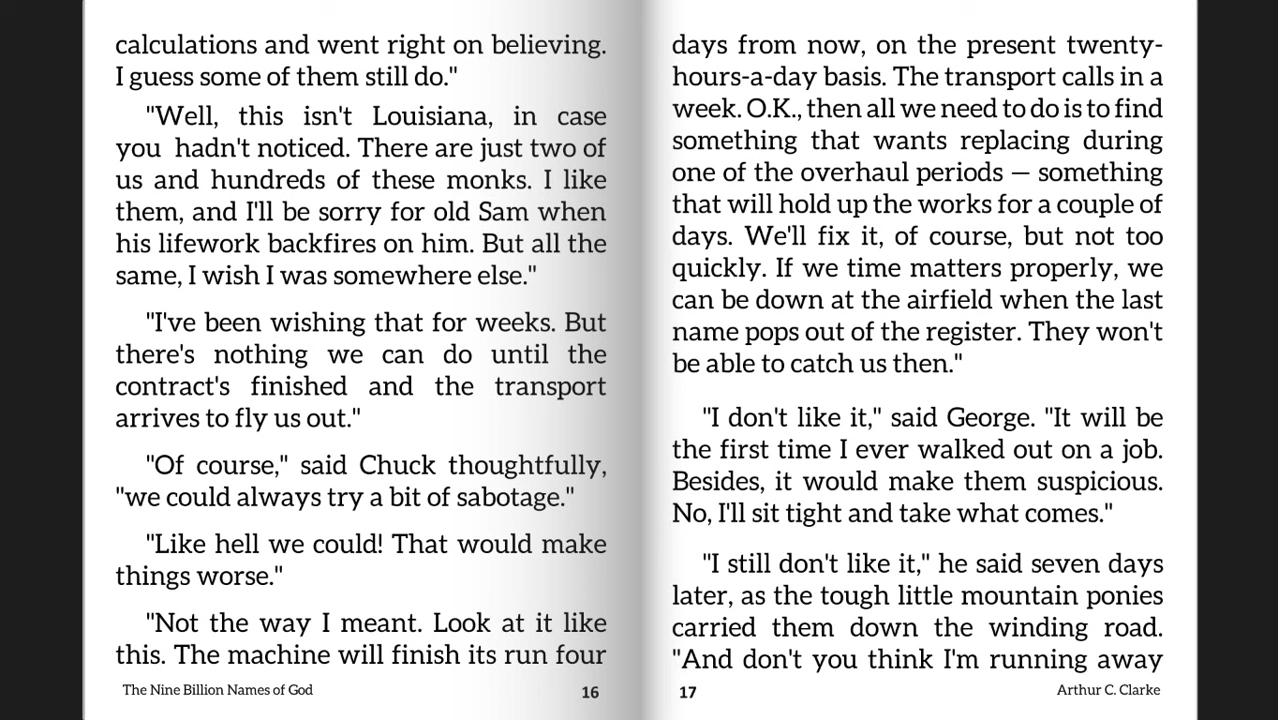 calculations and went right on believing.
I guess some of them still do."
"Well, this isn't Louisiana, in case
you hadn't noticed. There are just two of
us and hundreds of these monks. I like
them, and I'll be sorry for old Sam when
his lifework backfires on him. But all the
same, I wish I was somewhere else."
"I've been wishing that for weeks. But
there's nothing we can do until the
contract's finished and the transport
arrives to fly us out."
"Of course," said Chuck thoughtfully,
"we could always try a bit of sabotage."
"Like hell we could! That would make
things worse."
"Not the way I meant. Look at it like
this. The machine will finish its run four
The Nine Billion Names of God 16
days from now, on the present twenty-
hours-a-day basis. The transport calls in a
week. O.K., then all we need to do is to find
something that wants replacing during
one of the overhaul periods — something
that will hold up the works for a couple of
days. We'll fix it, of course, but not too
quickly. If we time matters properly, we
can be down at the airfield when the last
name pops out of the register. They won't
be able to catch us then."
"I don't like it," said George. "It will be
the first time I ever walked out on a job.
Besides, it would make them suspicious.
No, I'll sit tight and take what comes."
"I still don't like it," he said seven days
later, as the tough little mountain ponies
carried them down the winding road.
"And don't you think I'm running away
17 Arthur C. Clarke